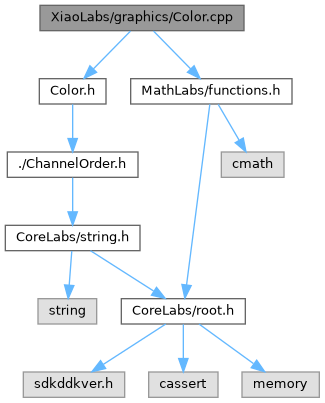 XiaoLabs/graphics/Color.cpp
Color.h
MathLabs/functions.h
./ChannelOrder.h
cmath
CoreLabs/string.h
string
CoreLabs/root.h
sdkddkver.h
cassert
memory